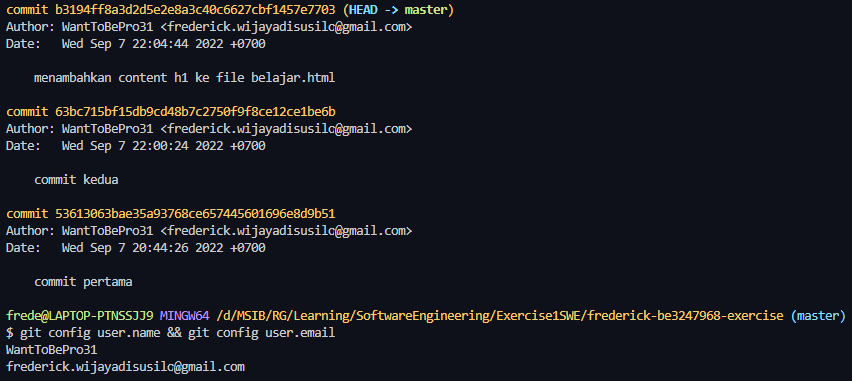 commit b3194ff8a3d2d5e2e8a3c40c6627cbf1457e7703 (HEAD -> master)
Author: WantToBePro31 <frederick.wijayadisusilo@gmail.com>
Date:   Wed Sep 7 22:04:44 2022 +0700
    menambahkan content h1 ke file belajar.html
commit 63bc715bf15db9cd48b7c2750f9f8ce12ce1be6b
Author: WantToBePro31 <frederick.wijayadisusilo@gmail.com>
Date:   Wed Sep 7 22:00:24 2022 +0700
    commit kedua
commit 53613063bae35a93768ce657445601696e8d9b51
Author: WantToBePro31 <frederick.wijayadisusilo@gmail.com>
Date:   Wed Sep 7 20:44:26 2022 +0700
    commit pertama
frede@LAPTOP-PTNSSJJ9 MINGW64 /d/MSIB/RG/Learning/SoftwareEngineering/Exercise1SWE/frederick-be3247968-exercise (master)
$ git config user.name && git config user.email
WantToBePro31
frederick.wijayadisusilo@gmail.com